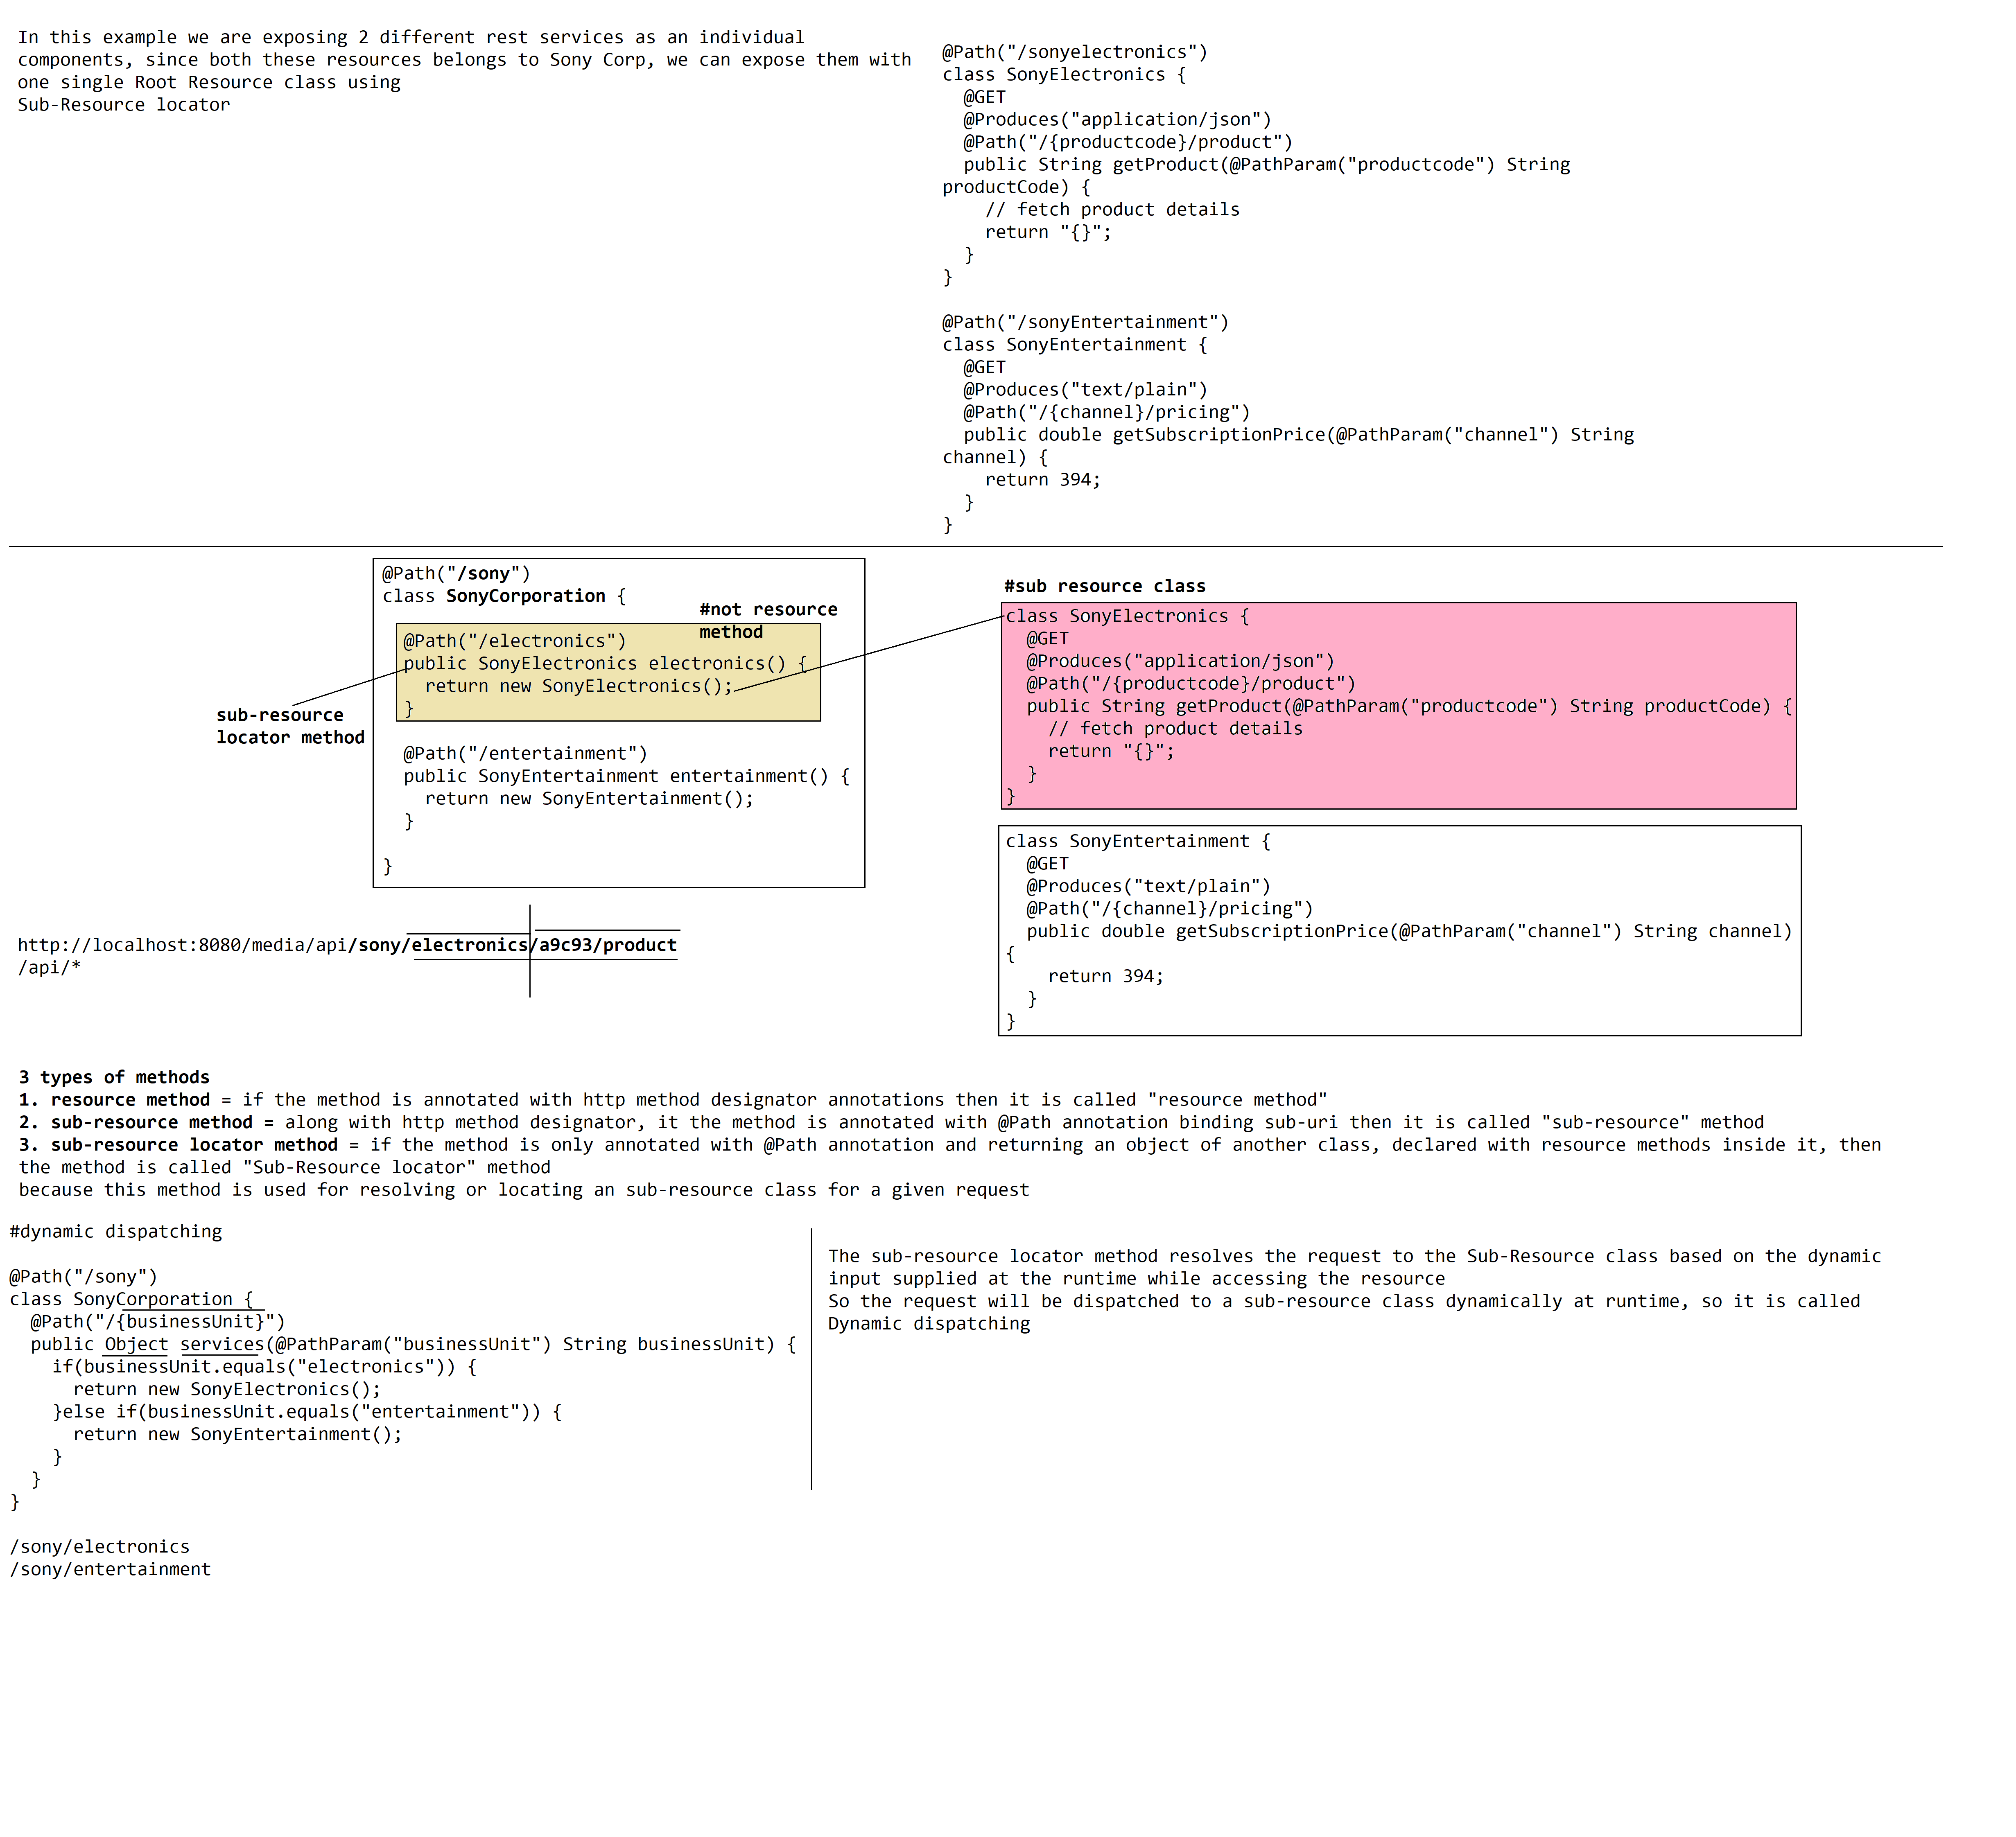 In this example we are exposing 2 different rest services as an individual
components, since both these resources belongs to Sony Corp, we can expose them with
one single Root Resource class using
Sub-Resource locator
@Path("/sonyelectronics")
class SonyElectronics {
  @GET
  @Produces("application/json")
  @Path("/{productcode}/product")
  public String getProduct(@PathParam("productcode") String
productCode) {
    // fetch product details
    return "{}";
  }
}
@Path("/sonyEntertainment")
class SonyEntertainment {
  @GET
  @Produces("text/plain")
  @Path("/{channel}/pricing")
  public double getSubscriptionPrice(@PathParam("channel") String
channel) {
    return 394;
  }
}
@Path("/sony")
class SonyCorporation {
#not resource
method
  @Path("/electronics")
  public SonyElectronics electronics() {
    return new SonyElectronics();
  }
sub-resource
locator method
  @Path("/entertainment")
  public SonyEntertainment entertainment() {
    return new SonyEntertainment();
  }
}
#sub resource class
class SonyElectronics {
  @GET
  @Produces("application/json")
  @Path("/{productcode}/product")
  public String getProduct(@PathParam("productcode") String productCode) {
    // fetch product details
    return "{}";
  }
}
class SonyEntertainment {
  @GET
  @Produces("text/plain")
  @Path("/{channel}/pricing")
  public double getSubscriptionPrice(@PathParam("channel") String channel)
{
    return 394;
  }
}
http://localhost:8080/media/api/sony/electronics/a9c93/product
/api/*
3 types of methods
1. resource method = if the method is annotated with http method designator annotations then it is called "resource method"
2. sub-resource method = along with http method designator, it the method is annotated with @Path annotation binding sub-uri then it is called "sub-resource" method
3. sub-resource locator method = if the method is only annotated with @Path annotation and returning an object of another class, declared with resource methods inside it, then
the method is called "Sub-Resource locator" method
because this method is used for resolving or locating an sub-resource class for a given request
#dynamic dispatching
@Path("/sony")
class SonyCorporation {
  @Path("/{businessUnit}")
  public Object services(@PathParam("businessUnit") String businessUnit) {
    if(businessUnit.equals("electronics")) {
      return new SonyElectronics();
    }else if(businessUnit.equals("entertainment")) {
      return new SonyEntertainment();
    }
  }
}
/sony/electronics
/sony/entertainment
The sub-resource locator method resolves the request to the Sub-Resource class based on the dynamic
input supplied at the runtime while accessing the resource
So the request will be dispatched to a sub-resource class dynamically at runtime, so it is called
Dynamic dispatching